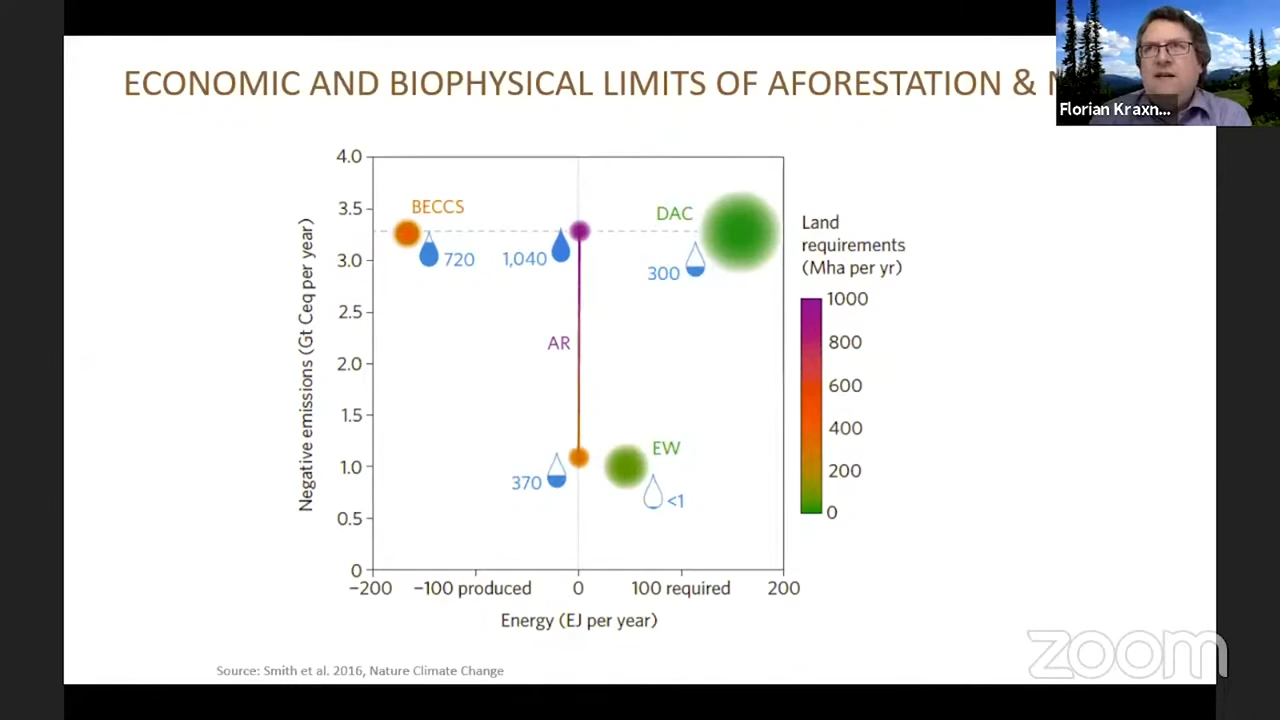 ECONOMIC AND BIOPHYSICAL LIMITS OF AFORESTATION &
Florian Kraxn...
4.0
3.5
3.0
2.5
2.0
1.5
1.0
0.5
0
Negative emissions (Gt Ceq per year)
BECCS
720
1,040
DAC
300
AR
370
EW
<1
−200
−100 produced
0
100 required
200
Energy (EJ per year)
Land
requirements
(Mha per yr)
1000
800
600
400
200
0
Source: Smith et al. 2016, Nature Climate Change
zoom